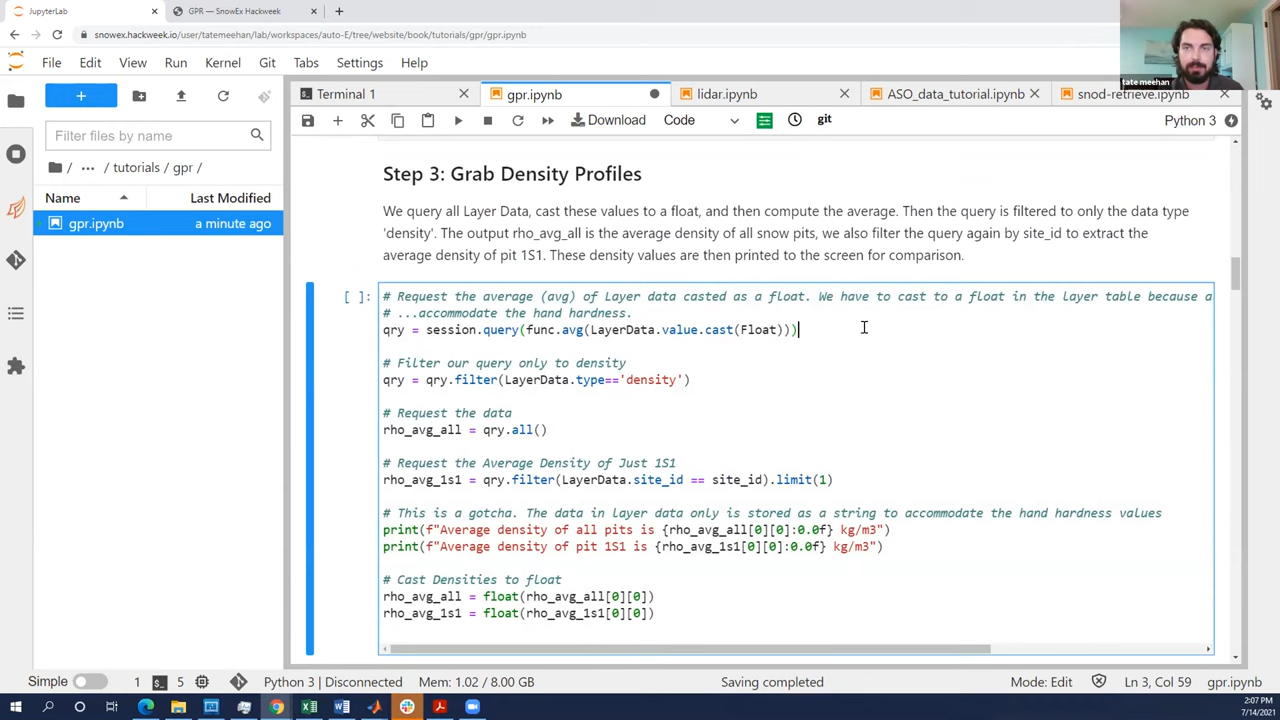 JupyterLab
GPR — SnowEx Hackweek
snowex.hackweek.io/user/tatemeehan/lab/workspaces/auto-E/tree/website/book/tutorials/gpr/gpr.ipynb
tate meehan
File Edit View Run Kernel Git Tabs Settings Help
Terminal 1
gpr.ipynb
lidar.ipynb
ASO_data_tutorial.ipynb
snod-retrieve.ipynb
Download Code git Python 3
Filter files by name
/ ··· / tutorials / gpr /
Name Last Modified
gpr.ipynb a minute ago
Step 3: Grab Density Profiles
We query all Layer Data, cast these values to a float, and then compute the average. Then the query is filtered to only the data type
'density'. The output rho_avg_all is the average density of all snow pits, we also filter the query again by site_id to extract the
average density of pit 1S1. These density values are then printed to the screen for comparison.
[ ]:
# Request the average (avg) of Layer data casted as a float. We have to cast to a float in the layer table because a
# ...accommodate the hand hardness.
qry = session.query(func.avg(LayerData.value.cast(Float)))
# Filter our query only to density
qry = qry.filter(LayerData.type=='density')
# Request the data
rho_avg_all = qry.all()
# Request the Average Density of Just 1S1
rho_avg_1s1 = qry.filter(LayerData.site_id == site_id).limit(1)
# This is a gotcha. The data in layer data only is stored as a string to accommodate the hand hardness values
print(f"Average density of all pits is {rho_avg_all[0][0]:0.0f} kg/m3")
print(f"Average density of pit 1S1 is {rho_avg_1s1[0][0]:0.0f} kg/m3")
# Cast Densities to float
rho_avg_all = float(rho_avg_all[0][0])
rho_avg_1s1 = float(rho_avg_1s1[0][0])
Simple 1 5 Python 3 | Disconnected Mem: 1.02 / 8.00 GB Saving completed Mode: Edit Ln 3, Col 59 gpr.ipynb
2:07 PM
7/14/2021